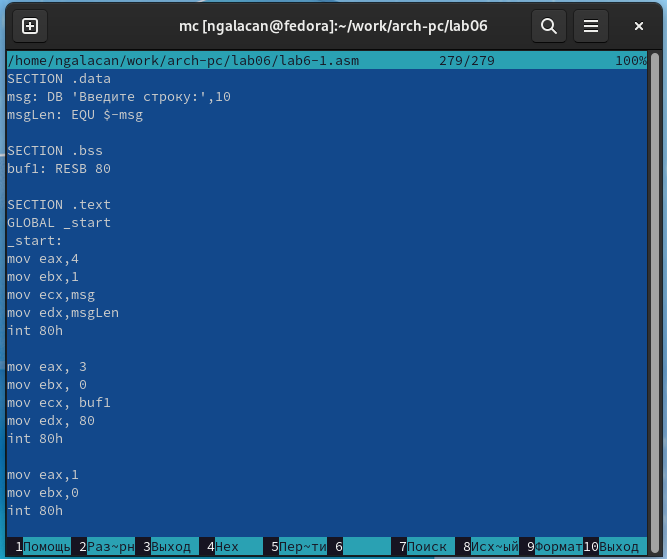 mc [ngalacan@fedora]:~/work/arch-pc/lab06
/home/ngalacan/work/arch-pc/lab06/lab6-1.asm 279/279 100%
SECTION .data
msg: DB 'Введите строку:',10
msgLen: EQU $-msg
SECTION .bss
buf1: RESB 80
SECTION .text
GLOBAL _start
_start:
mov eax,4
mov ebx,1
mov ecx,msg
mov edx,msgLen
int 80h
mov eax, 3
mov ebx, 0
mov ecx, buf1
mov edx, 80
int 80h
mov eax,1
mov ebx,0
int 80h
1Помощь 2Раз~рн 3Выход 4Hex 5Пер~ти 6 7Поиск 8Исх~ый 9Формат 10Выход